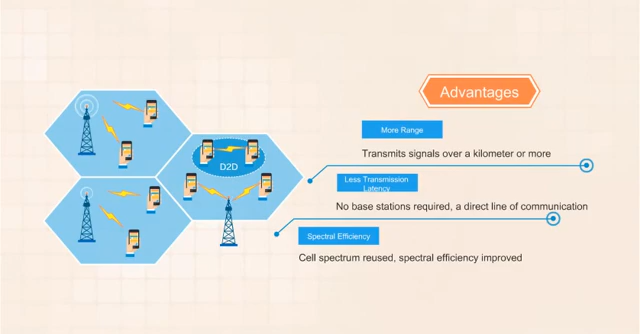 Advantages
More Range
Transmits signals over a kilometer or more
D2D
Less Transmission
Latency
No base stations required, a direct line of communication
Spectral Efficiency
Cell spectrum reused, spectral efficiency improved